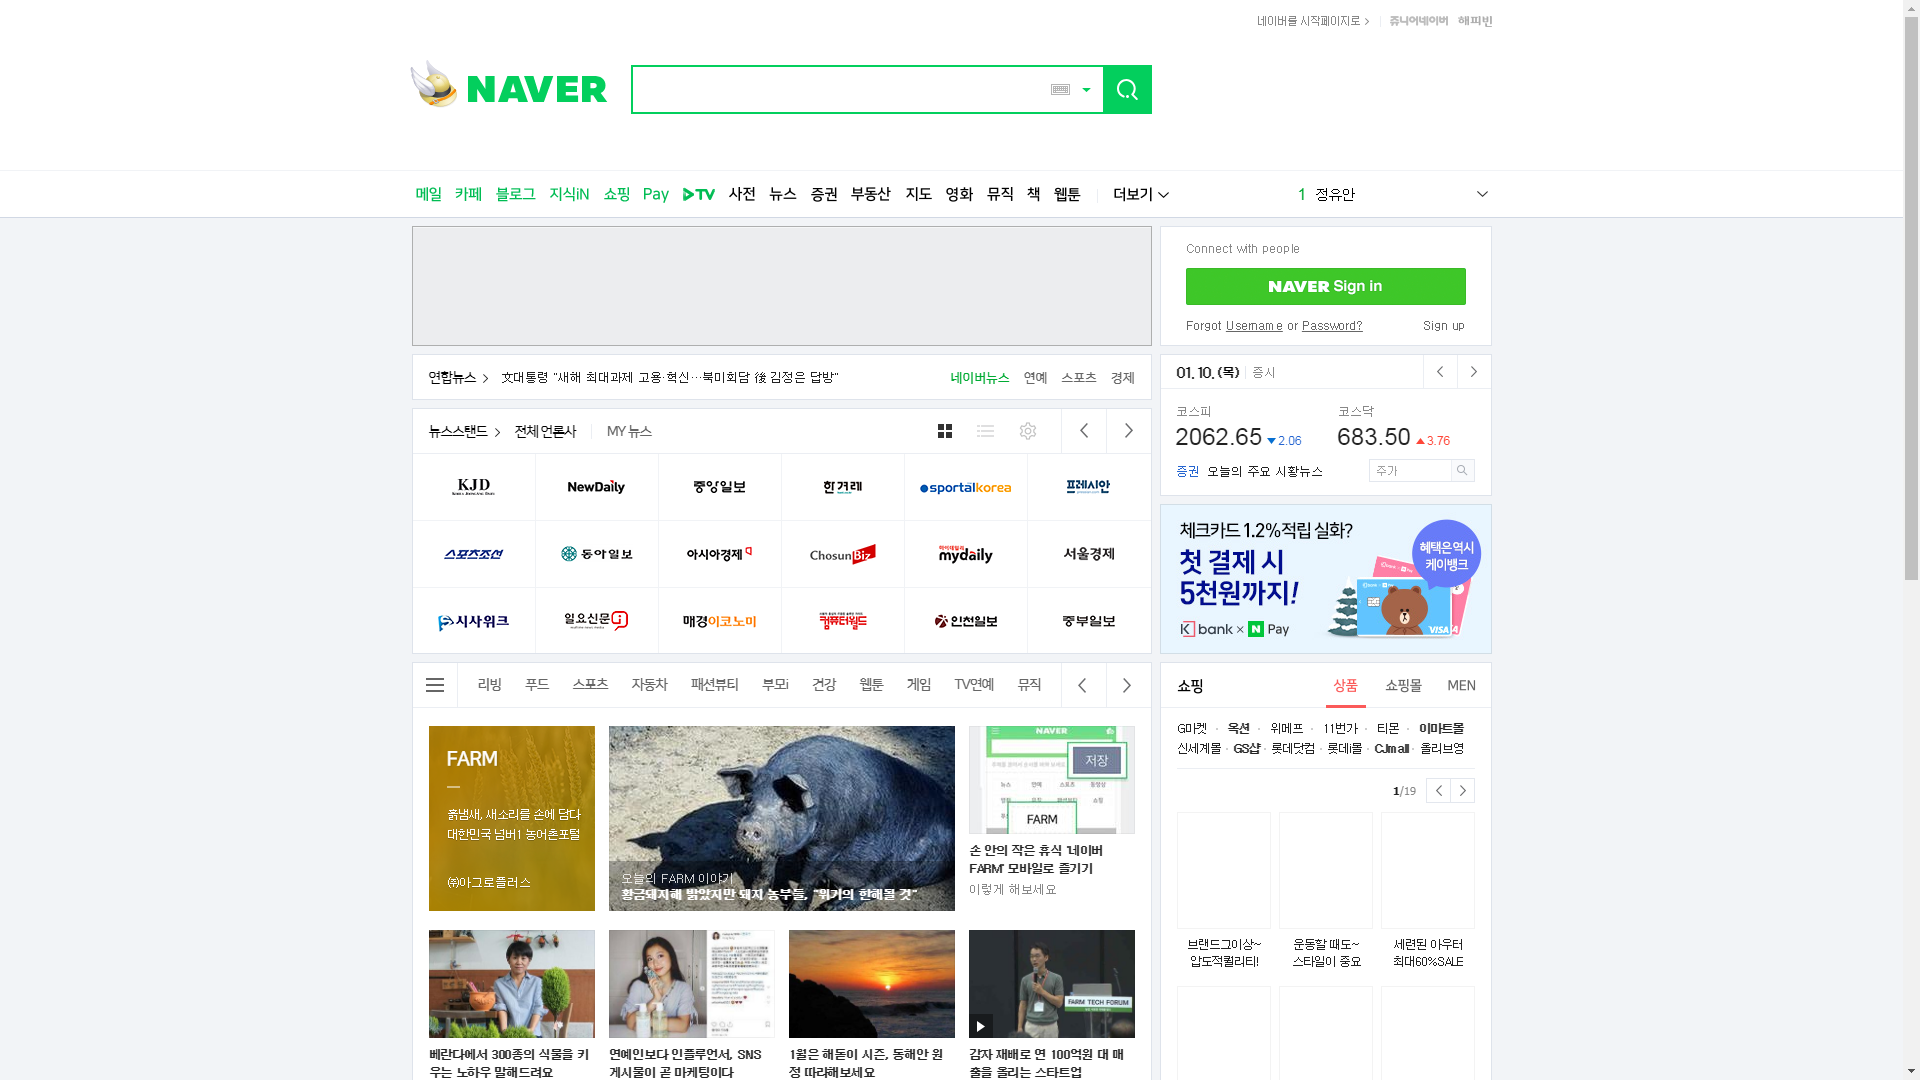 네이버를 시작페이지로
쥬니어네이버 해피빈
NAVER
메일 카페 블로그 지식iN 쇼핑 Pay TV 사전 뉴스 증권 부동산 지도 영화 뮤직 책 웹툰 더보기
1 정유안
Connect with people
NAVER Sign in
Forgot Username or Password? Sign up
연합뉴스 文대통령 "새해 최대과제 고용·혁신…북미회담 後 김정은 답방"
네이버뉴스 연예 스포츠 경제
01. 10. (목) 증시
코스피 코스닥
2062.65 2.06 683.50 3.76
증권 오늘의 주요 시황뉴스 주가
뉴스스탠드 전체 언론사 MY 뉴스
KJD NewDaily 중앙일보 한겨레 sportalkorea 프레시안
스포츠조선 동아일보 아시아경제 ChosunBiz 마이데일리 mydaily 서울경제
시사위크 일요신문 매경이코노미 컴퓨터월드 인천일보 중부일보
체크카드 1.2%적립 실화?
첫 결제 시
5천원까지!
혜택은역시
케이뱅크
K bank × N Pay
VISA
리빙 푸드 스포츠 자동차 패션뷰티 부모i 건강 웹툰 게임 TV연예 뮤직
FARM
흙냄새, 새소리를 손에 담다
대한민국 넘버1 농어촌포털
㈜아그로플러스
오늘의 FARM 이야기
황금돼지해 밝았지만 돼지 농부들, "위기의 한해될 것"
NAVER
저장
뉴스 연예 스포츠 동영상
FARM
손 안의 작은 휴식 '네이버
FARM' 모바일로 즐기기
이렇게 해보세요
FARM TECH FORUM
베란다에서 300종의 식물을 키
우는 노하우 말해드려요
연예인보다 인플루언서, SNS
게시물이 곧 마케팅이다
1월은 해돋이 시즌, 동해안 원
정 따라해보세요
감자 재배로 연 100억원 대 매
출을 올리는 스타트업
쇼핑 상품 쇼핑몰 MEN
G마켓 · 옥션 · 위메프 · 11번가 · 티몬 · 이마트몰
신세계몰 · GS샵 · 롯데닷컴 · 롯데i몰 · CJmall · 올리브영
1/19
브랜드그이상~
압도적퀄리티!
운동할 때도~
스타일이 중요
세련된 아우터
최대60%SALE